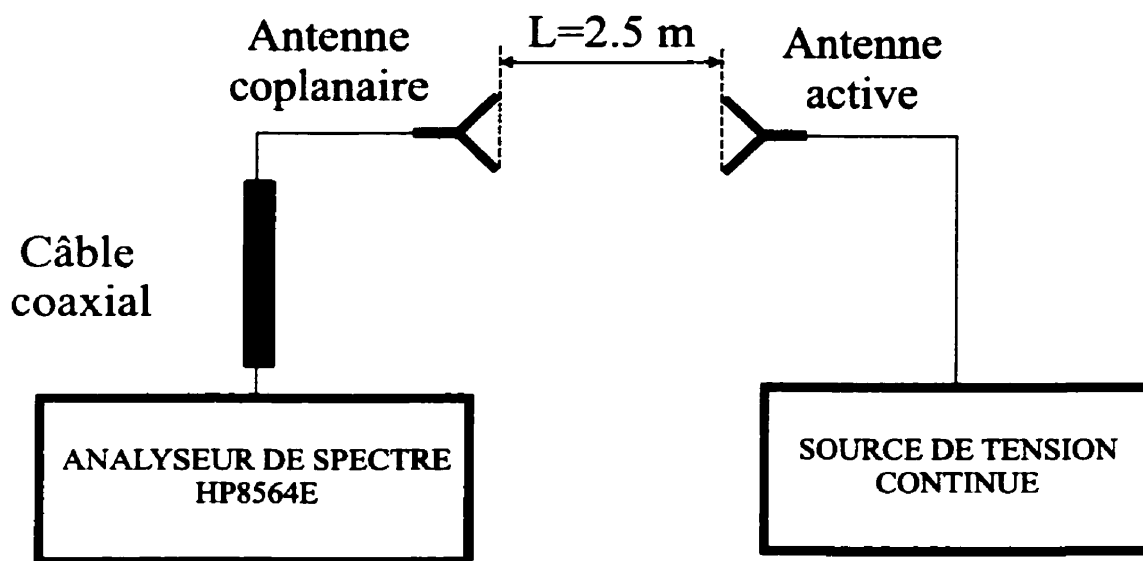 Antenne
coplanaire
L=2.5 m
Antenne
active
Câble
coaxial
ANALYSEUR DE SPECTRE
HP8564E
SOURCE DE TENSION
CONTINUE